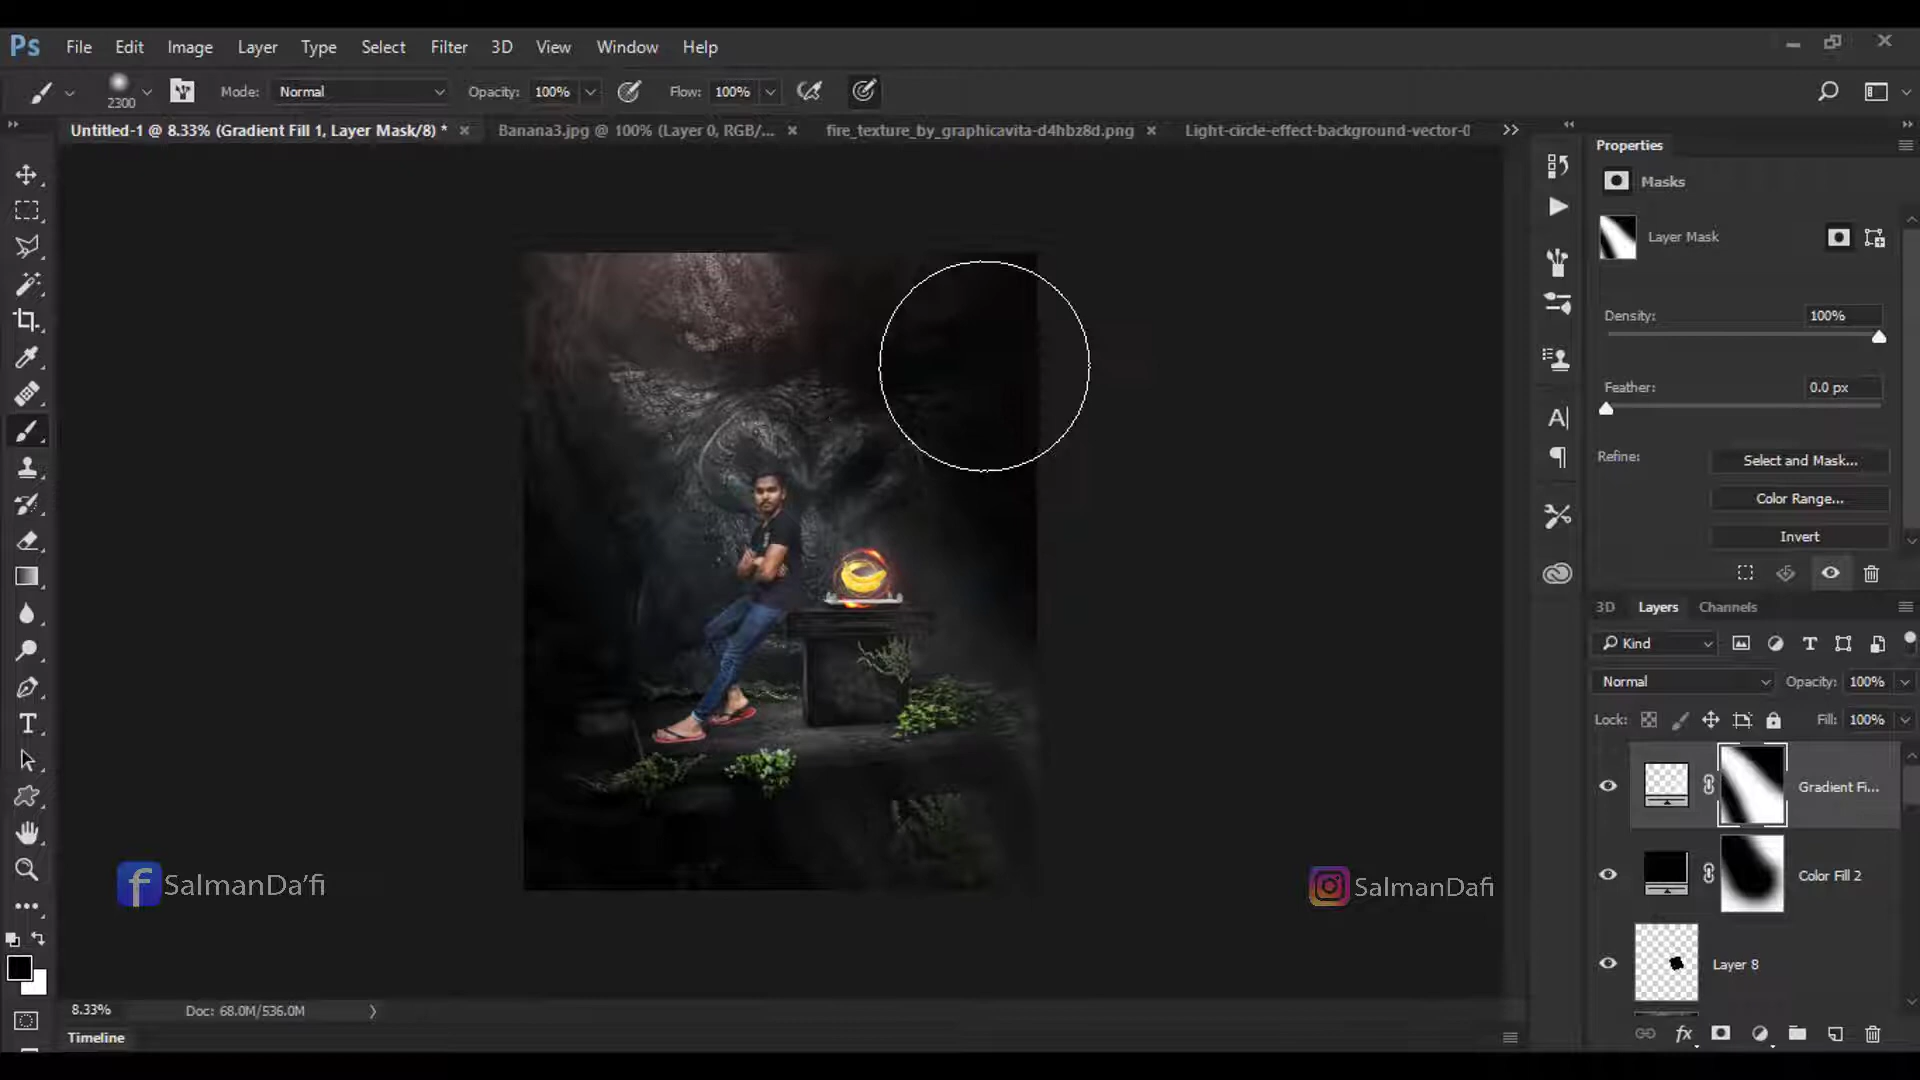 Ps File Edit Image Layer Type Select Filter 3D View Window Help
2300 Mode: Normal Opacity: 100% Flow: 100%
Untitled-1 @ 8.33% (Gradient Fill 1, Layer Mask/8) * Banana3.jpg @ 100% (Layer 0, RGB/... fire_texture_by_graphicavita-d4hbz8d.png Light-circle-effect-background-vector-0
Properties
Masks
Layer Mask
Density: 100%
Feather: 0.0 px
Refine: Select and Mask...
Color Range...
Invert
3D Layers Channels
Kind
Normal Opacity: 100%
Lock: Fill: 100%
Gradient Fi...
Color Fill 2
Layer 8
fx
SalmanDa'fi
SalmanDafi
8.33% Doc: 68.0M/536.0M
Timeline